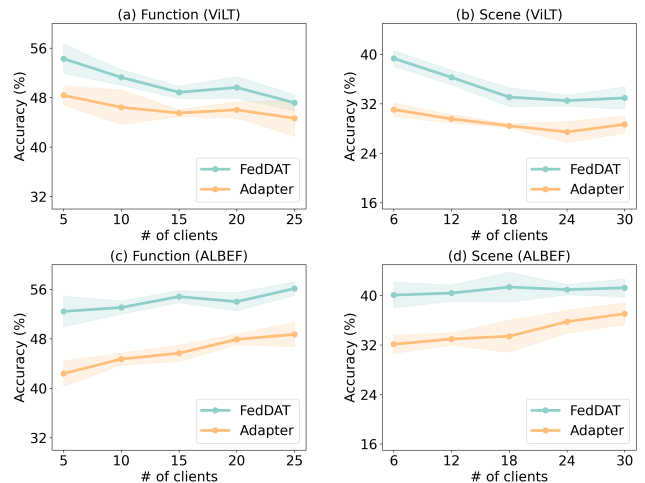 (a) Function (ViLT)
Accuracy (%)
56
48
40
32
FedDAT
Adapter
5 10 15 20 25
# of clients
(b) Scene (ViLT)
Accuracy (%)
40
32
24
16
FedDAT
Adapter
6 12 18 24 30
# of clients
(c) Function (ALBEF)
Accuracy (%)
56
48
40
32
FedDAT
Adapter
5 10 15 20 25
# of clients
(d) Scene (ALBEF)
Accuracy (%)
40
32
24
16
FedDAT
Adapter
6 12 18 24 30
# of clients